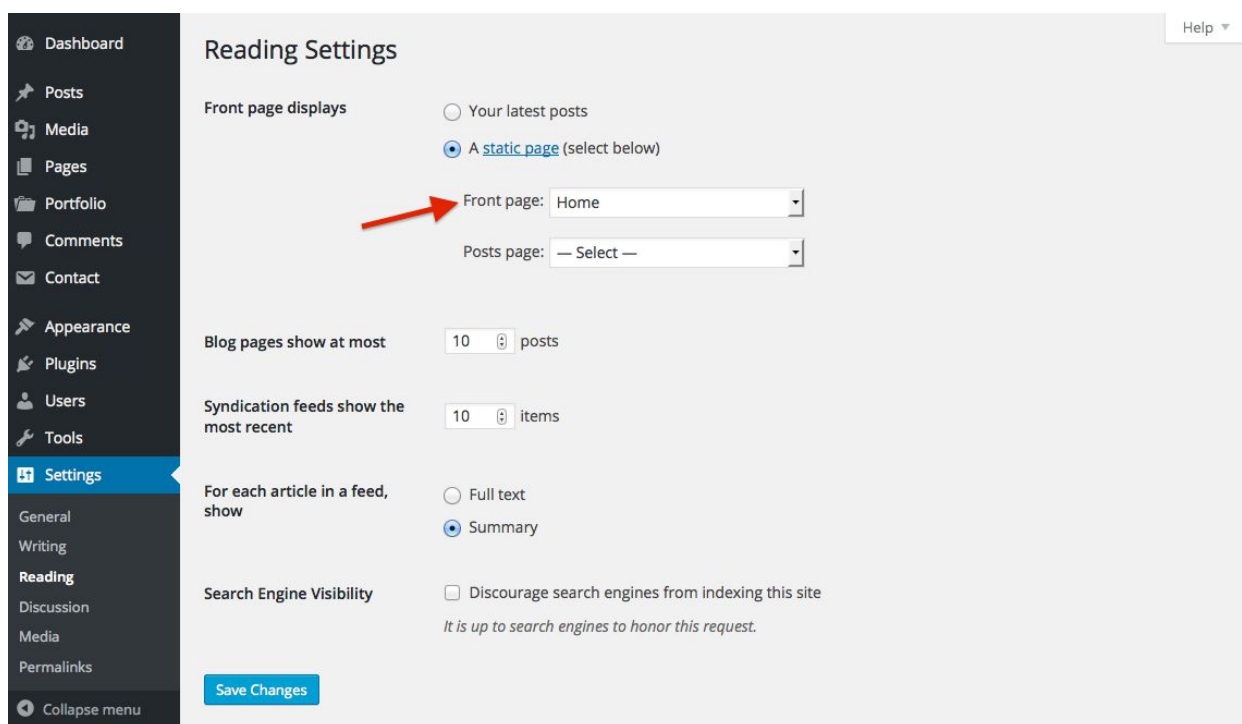 Dashboard
Posts
Media
Pages
Portfolio
Comments
Contact
Appearance
Plugins
Users
Tools
Settings
General
Writing
Reading
Discussion
Media
Permalinks
Collapse menu
Help
Reading Settings
Front page displays
Your latest posts
A static page (select below)
Front page: Home
Posts page: — Select —
Blog pages show at most 10 posts
Syndication feeds show the
most recent
10 items
For each article in a feed,
show
Full text
Summary
Search Engine Visibility
Discourage search engines from indexing this site
It is up to search engines to honor this request.
Save Changes